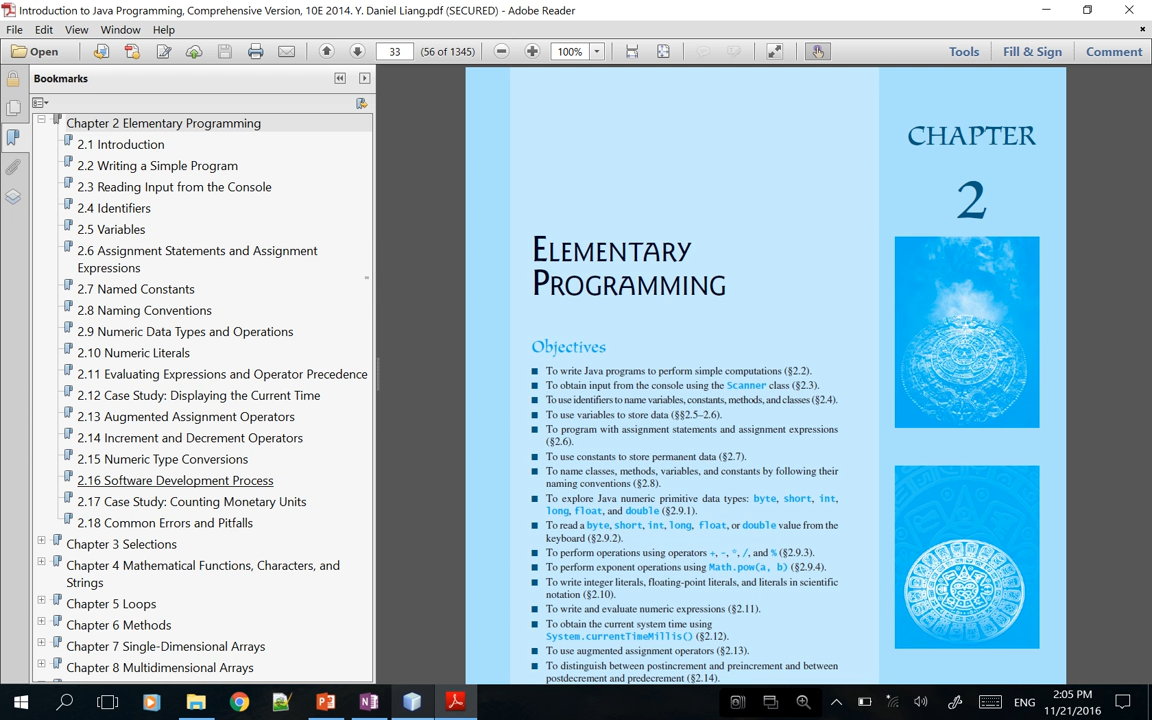 Introduction to Java Programming, Comprehensive Version, 10E 2014. Y. Daniel Liang.pdf (SECURED) - Adobe Reader
File Edit View Window Help
Open 33 (56 of 1345) 100% Tools Fill & Sign Comment
Bookmarks
Chapter 2 Elementary Programming
2.1 Introduction
2.2 Writing a Simple Program
2.3 Reading Input from the Console
2.4 Identifiers
2.5 Variables
2.6 Assignment Statements and Assignment
Expressions
2.7 Named Constants
2.8 Naming Conventions
2.9 Numeric Data Types and Operations
2.10 Numeric Literals
2.11 Evaluating Expressions and Operator Precedence
2.12 Case Study: Displaying the Current Time
2.13 Augmented Assignment Operators
2.14 Increment and Decrement Operators
2.15 Numeric Type Conversions
2.16 Software Development Process
2.17 Case Study: Counting Monetary Units
2.18 Common Errors and Pitfalls
Chapter 3 Selections
Chapter 4 Mathematical Functions, Characters, and
Strings
Chapter 5 Loops
Chapter 6 Methods
Chapter 7 Single-Dimensional Arrays
Chapter 8 Multidimensional Arrays
CHAPTER
2
ELEMENTARY
PROGRAMMING
Objectives
■ To write Java programs to perform simple computations (§2.2).
■ To obtain input from the console using the Scanner class (§2.3).
■ To use identifiers to name variables, constants, methods, and classes (§2.4).
■ To use variables to store data (§§2.5–2.6).
■ To program with assignment statements and assignment expressions
(§2.6).
■ To use constants to store permanent data (§2.7).
■ To name classes, methods, variables, and constants by following their
naming conventions (§2.8).
■ To explore Java numeric primitive data types: byte, short, int,
long, float, and double (§2.9.1).
■ To read a byte, short, int, long, float, or double value from the
keyboard (§2.9.2).
■ To perform operations using operators +, -, *, /, and % (§2.9.3).
■ To perform exponent operations using Math.pow(a, b) (§2.9.4).
■ To write integer literals, floating-point literals, and literals in scientific
notation (§2.10).
■ To write and evaluate numeric expressions (§2.11).
■ To obtain the current system time using
System.currentTimeMillis() (§2.12).
■ To use augmented assignment operators (§2.13).
■ To distinguish between postincrement and preincrement and between
postdecrement and predecrement (§2.14).
ENG
2:05 PM
11/21/2016